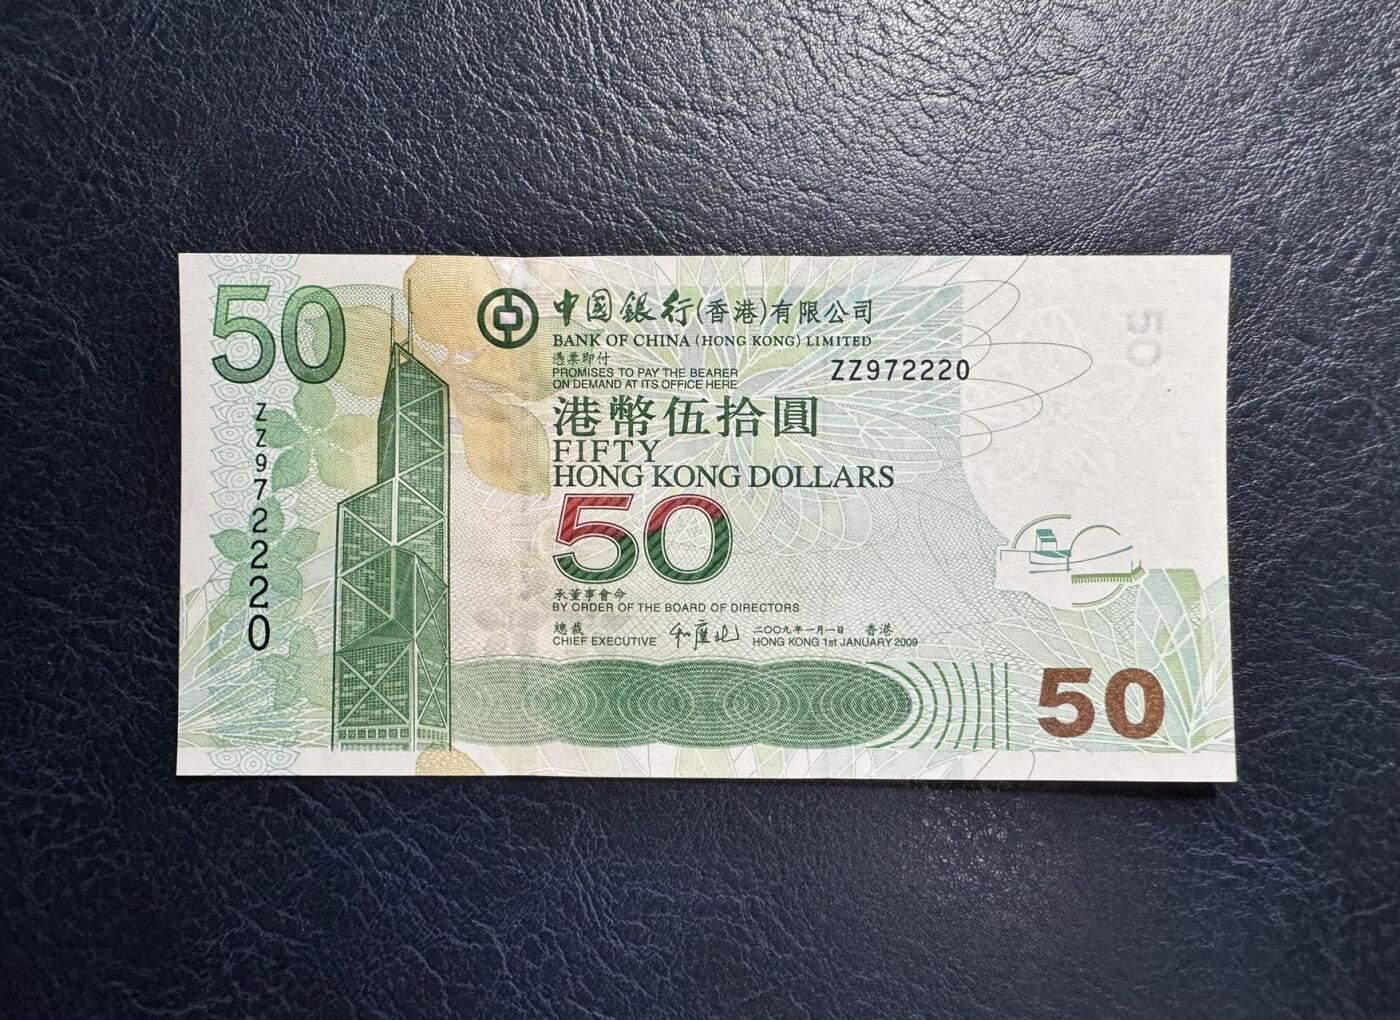 50
中國銀行(香港)有限公司
BANK OF CHINA (HONG KONG) LIMITED
憑票即付
PROMISES TO PAY THE BEARER
ON DEMAND AT ITS OFFICE HERE
ZZ972220
ZZ972220
港幣伍拾圓
FIFTY
HONG KONG DOLLARS
50
承董事會命
BY ORDER OF THE BOARD OF DIRECTORS
總裁
CHIEF EXECUTIVE
二〇〇九年一月一日 香港
HONG KONG 1st JANUARY 2009
50
50